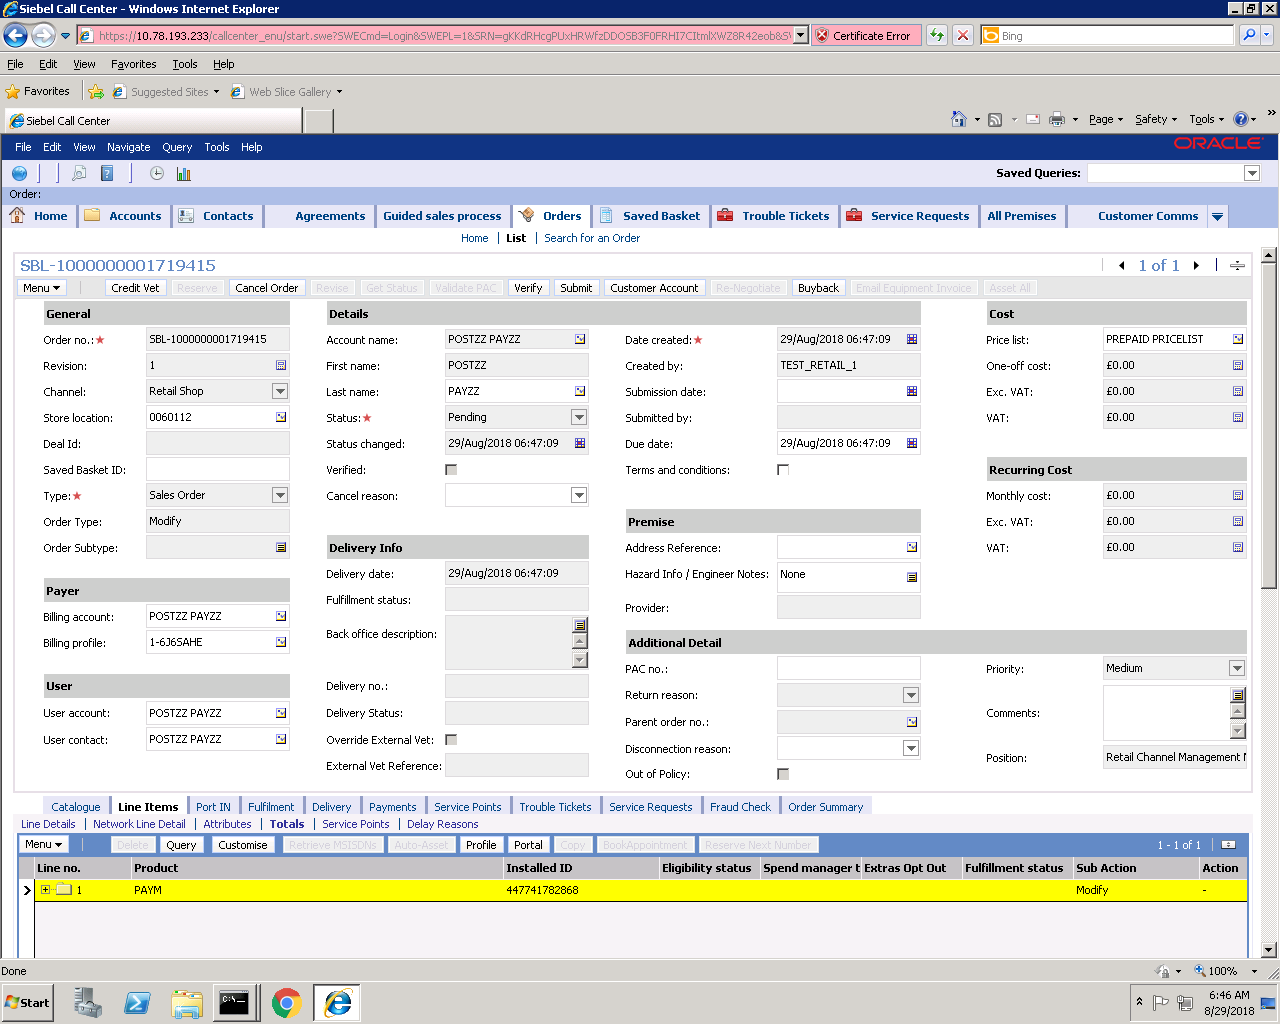 Siebel Call Center - Windows Internet Explorer
Certificate Error
Bing
File Edit View Favorites Tools Help
Favorites Suggested Sites Web Slice Gallery
Siebel Call Center
Page Safety Tools
File Edit View Navigate Query Tools Help
ORACLE
Saved Queries:
Order:
Home Accounts Contacts Agreements Guided sales process Orders Saved Basket Trouble Tickets Service Requests All Premises Customer Comms
Home List Search for an Order
SBL-1000000001719415
1 of 1
Menu Credit Vet Reserve Cancel Order Revise Get Status Validate PAC Verify Submit Customer Account Re-Negotiate Buyback Email Equipment Invoice Asset All
General
Order no.: SBL-1000000001719415
Revision: 1
Channel: Retail Shop
Store location: 0060112
Deal Id:
Saved Basket ID:
Type: Sales Order
Order Type: Modify
Order Subtype:
Payer
Billing account: POSTZZ PAYZZ
Billing profile: 1-6J6SAHE
User
User account: POSTZZ PAYZZ
User contact: POSTZZ PAYZZ
Details
Account name: POSTZZ PAYZZ
First name: POSTZZ
Last name: PAYZZ
Status: Pending
Status changed: 29/Aug/2018 06:47:09
Verified:
Cancel reason:
Delivery Info
Delivery date: 29/Aug/2018 06:47:09
Fulfillment status:
Back office description:
Delivery no.:
Delivery Status:
Override External Vet:
External Vet Reference:
Date created: 29/Aug/2018 06:47:09
Created by: TEST_RETAIL_1
Submission date:
Submitted by:
Due date: 29/Aug/2018 06:47:09
Terms and conditions:
Premise
Address Reference:
Hazard Info / Engineer Notes: None
Provider:
Additional Detail
PAC no.:
Return reason:
Parent order no.:
Disconnection reason:
Out of Policy:
Cost
Price list: PREPAID PRICELIST
One-off cost: £0.00
Exc. VAT: £0.00
VAT: £0.00
Recurring Cost
Monthly cost: £0.00
Exc. VAT: £0.00
VAT: £0.00
Priority: Medium
Comments:
Position: Retail Channel Management
Catalogue Line Items Port IN Fulfilment Delivery Payments Service Points Trouble Tickets Service Requests Fraud Check Order Summary
Line Details Network Line Detail Attributes Totals Service Points Delay Reasons
Menu Delete Query Customise Retrieve MSISDNs Auto-Asset Profile Portal Copy BookAppointment Reserve Next Number
1 - 1 of 1
Line no. Product Installed ID Eligibility status Spend manager t Extras Opt Out Fulfillment status Sub Action Action
1 PAYM 447741782868 Modify -
Done
100%
Start
6:46 AM
8/29/2018